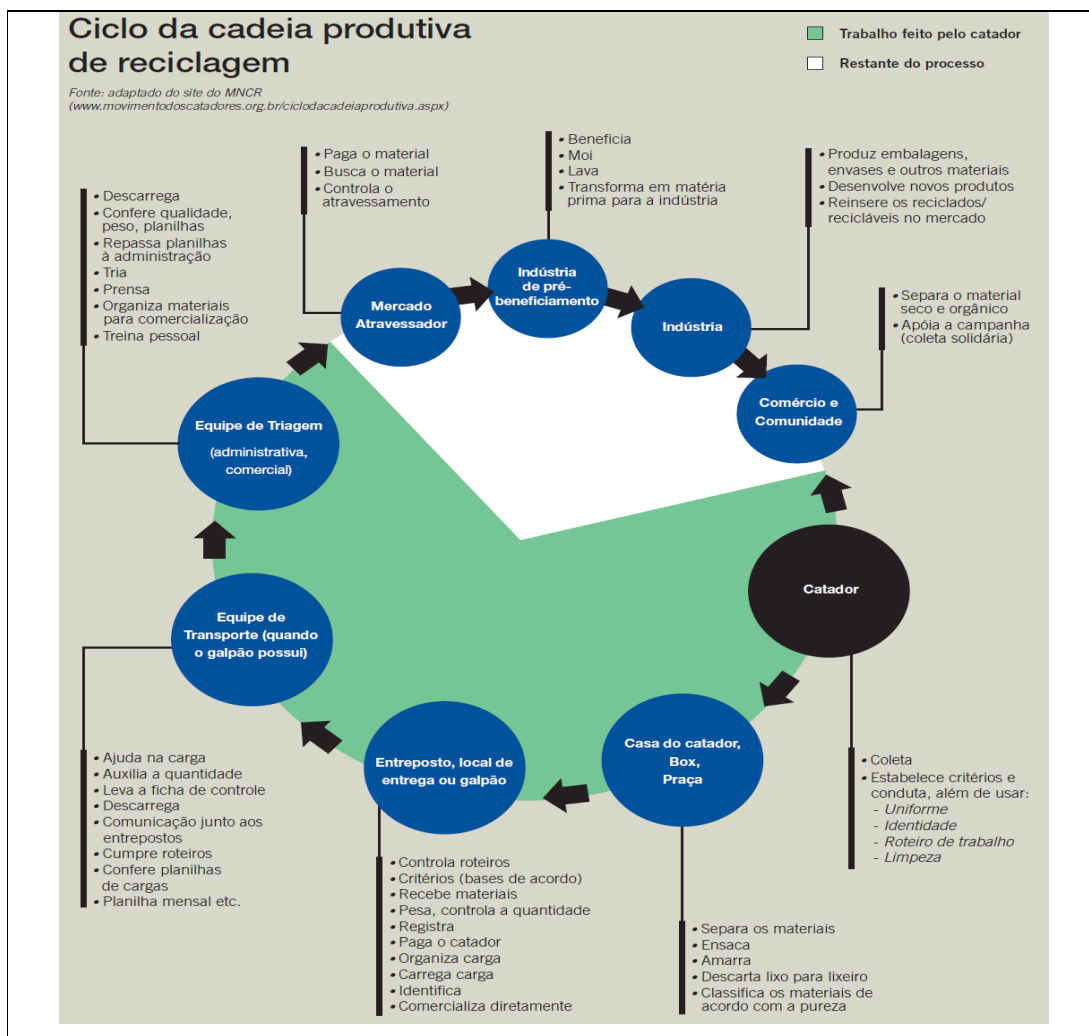 Ciclo da cadeia produtiva
de reciclagem
Fonte: adaptado do site do MNCR
(www.movimentodoscatadores.org.br/ciclodacadeiaprodutiva.aspx)
Trabalho feito pelo catador
Restante do processo
• Descarrega
• Confere qualidade,
peso, planilhas
• Repassa planilhas
à administração
• Tria
• Prensa
• Organiza materiais
para comercialização
• Treina pessoal
• Paga o material
• Busca o material
• Controla o
atravessamento
• Beneficia
• Moi
• Lava
• Transforma em matéria
prima para a indústria
• Produz embalagens,
envases e outros materiais
• Desenvolve novos produtos
• Reinsere os reciclados/
recicláveis no mercado
• Separa o material
seco e orgânico
• Apóia a campanha
(coleta solidária)
Mercado
Atravessador
Indústria
de pré-
beneficiamento
Indústria
Comércio e
Comunidade
Equipe de Triagem
(administrativa,
comercial)
Catador
Equipe de
Transporte (quando
o galpão possui)
Entreposto, local de
entrega ou galpão
Casa do catador,
Box,
Praça
• Ajuda na carga
• Auxilia a quantidade
• Leva a ficha de controle
• Descarrega
• Comunicação junto aos
entrepostos
• Cumpre roteiros
• Confere planilhas
de cargas
• Planilha mensal etc.
• Controla roteiros
• Critérios (bases de acordo)
• Recebe materiais
• Pesa, controla a quantidade
• Registra
• Paga o catador
• Organiza carga
• Carrega carga
• Identifica
• Comercializa diretamente
• Separa os materiais
• Ensaca
• Amarra
• Descarta lixo para lixeiro
• Classifica os materiais de
acordo com a pureza
• Coleta
• Estabelece critérios e
conduta, além de usar:
- Uniforme
- Identidade
- Roteiro de trabalho
- Limpeza